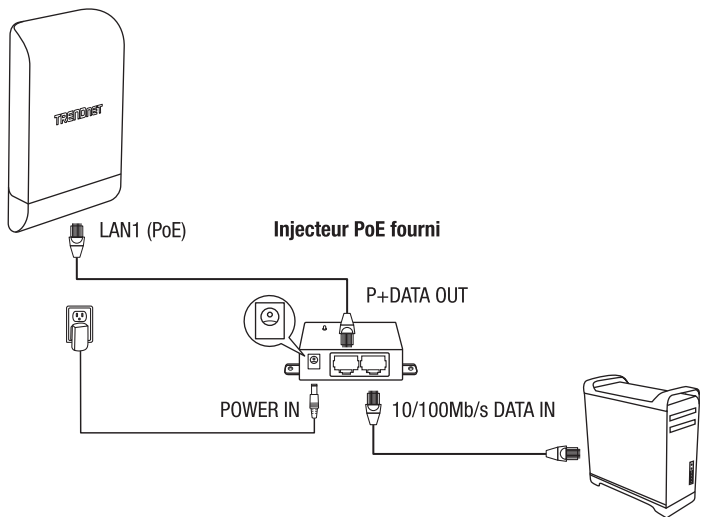 TRENDNET
LAN1 (PoE)
Injecteur PoE fourni
P+DATA OUT
POWER IN
10/100Mb/s DATA IN